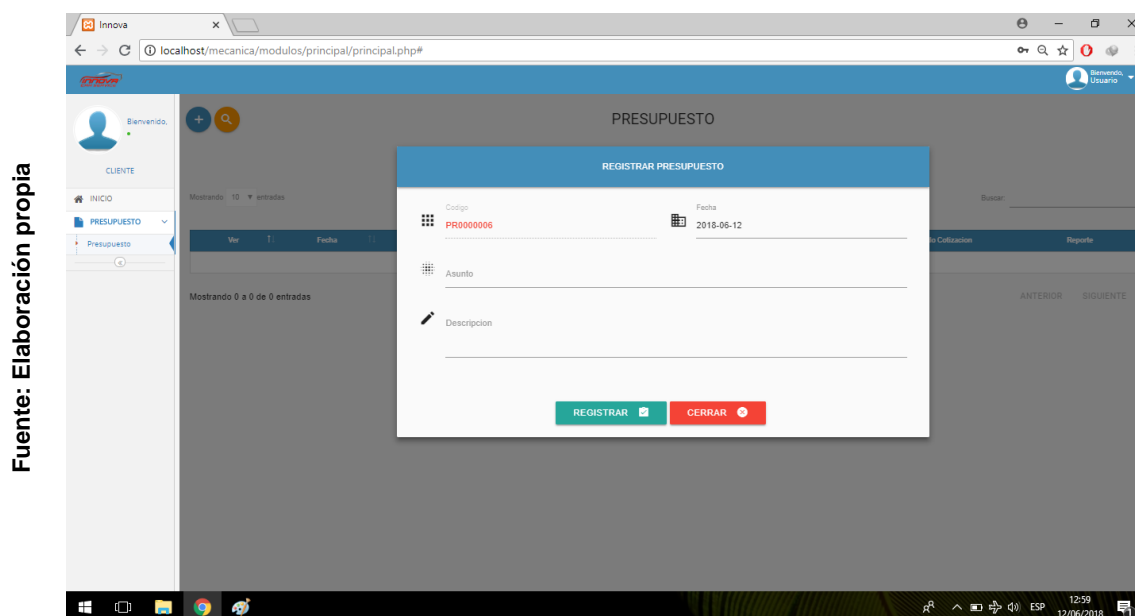 Innova
localhost/mecanica/modulos/principal/principal.php#
INNOVA
Bienvendo,
Usuario
Bienvenido,
CLIENTE
INICIO
PRESUPUESTO
Presupuesto
PRESUPUESTO
Mostrando 10 entradas
Buscar:
Ver
Fecha
Cotizacion
Reporte
Mostrando 0 a 0 de 0 entradas
ANTERIOR SIGUIENTE
REGISTRAR PRESUPUESTO
Codigo
PR0000006
Fecha
2018-06-12
Asunto
Descripcion
REGISTRAR
CERRAR
ESP
12:59
12/06/2018
Fuente: Elaboración propia